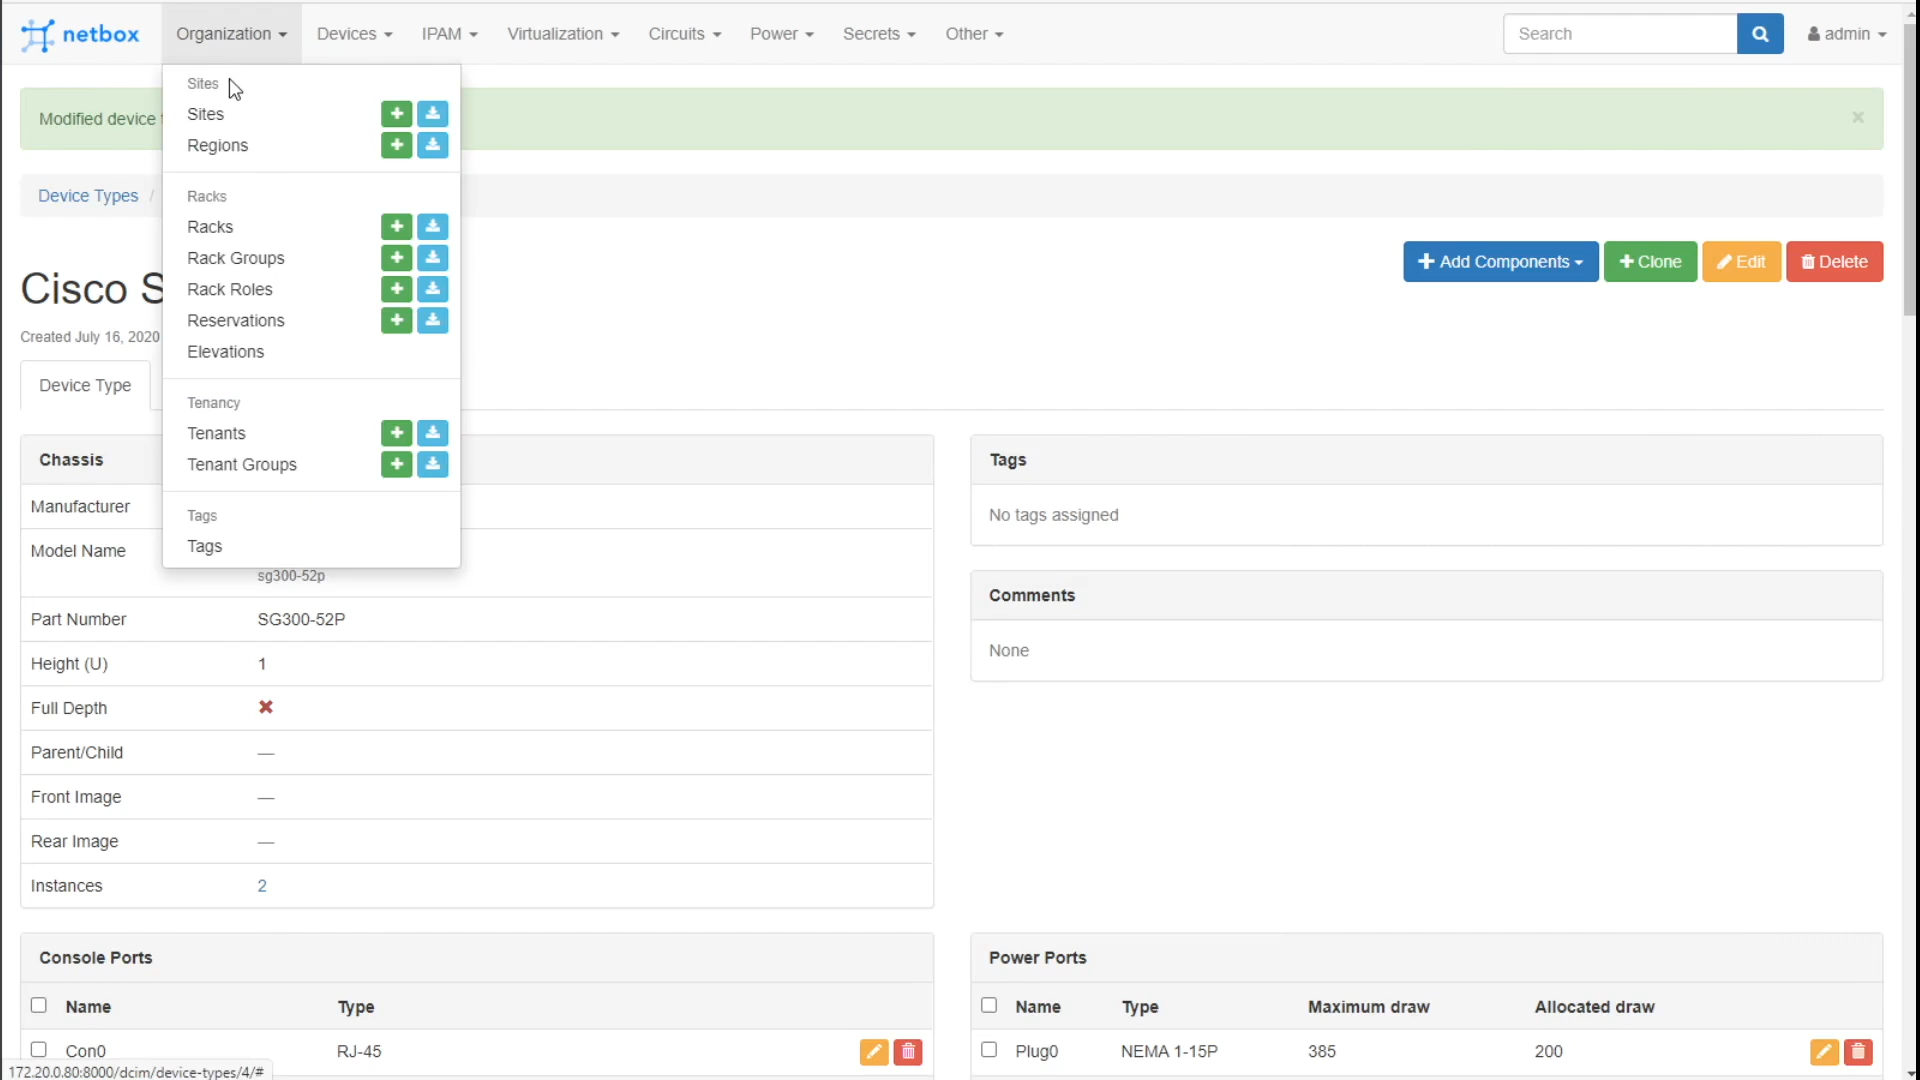 netbox
Organization Devices IPAM Virtualization Circuits Power Secrets Other Search admin
Sites
Sites
Regions
Racks
Racks
Rack Groups
Rack Roles
Reservations
Elevations
Tenancy
Tenants
Tenant Groups
Tags
Tags
Modified device
×
Device Types /
Add Components Clone Edit Delete
Cisco S
Created July 16, 2020
Device Type
Chassis
Manufacturer
Model Name
sg300-52p
Part Number SG300-52P
Height (U) 1
Full Depth
Parent/Child —
Front Image —
Rear Image —
Instances 2
Tags
No tags assigned
Comments
None
Console Ports
Name Type
Con0 RJ-45
Power Ports
Name Type Maximum draw Allocated draw
Plug0 NEMA 1-15P 385 200
172.20.0.80:8000/dcim/device-types/4/#